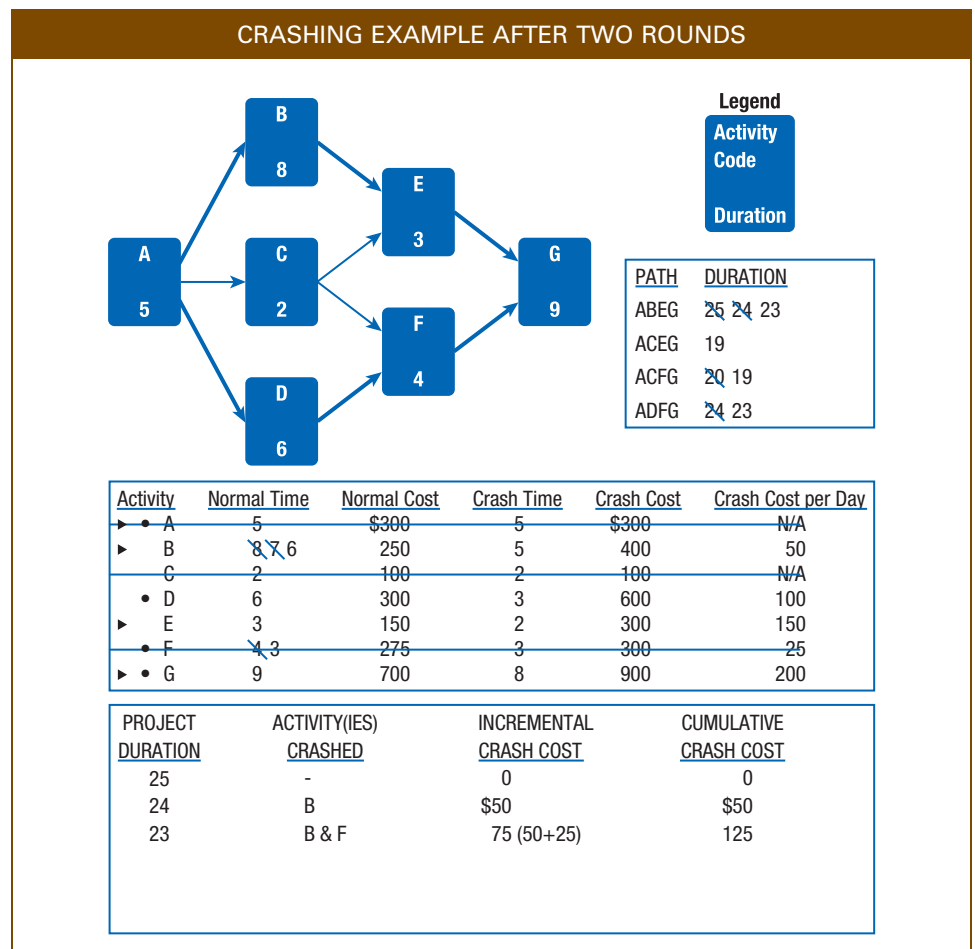 CRASHING EXAMPLE AFTER TWO ROUNDS
B
8
E
3
A
5
C
2
G
9
F
4
D
6
Legend
Activity
Code
Duration
PATH DURATION
ABEG 25 24 23
ACEG 19
ACFG 20 19
ADFG 24 23
Activity Normal Time Normal Cost Crash Time Crash Cost Crash Cost per Day
▶ • A 5 $300 5 $300 N/A
▶ B 8 7 6 250 5 400 50
C 2 100 2 100 N/A
• D 6 300 3 600 100
▶ E 3 150 2 300 150
• F 4 3 275 3 300 25
▶ • G 9 700 8 900 200
PROJECT ACTIVITY(IES) INCREMENTAL CUMULATIVE
DURATION CRASHED CRASH COST CRASH COST
25 - 0 0
24 B $50 $50
23 B & F 75 (50+25) 125